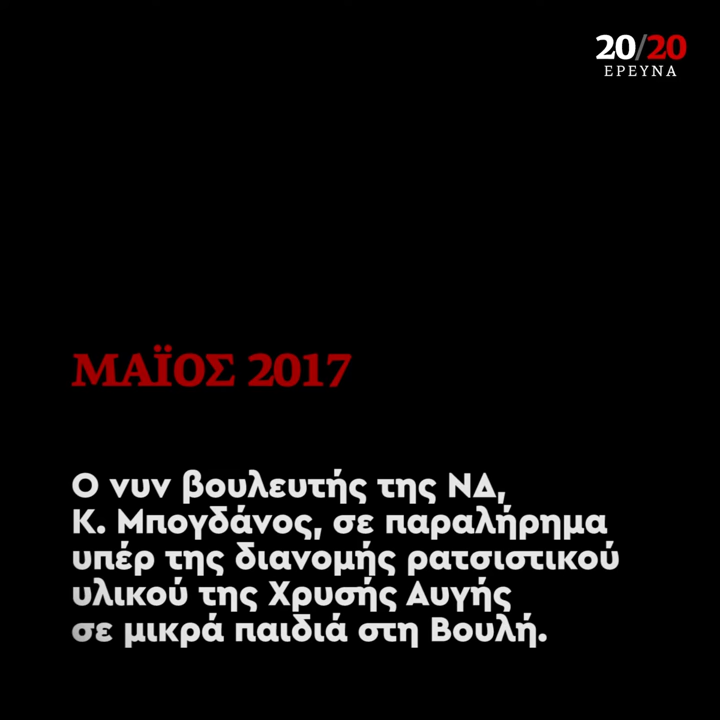 20/20
ΕΡΕΥΝΑ
ΜΑΪΟΣ 2017
Ο νυν βουλευτής της ΝΔ,
Κ. Μπογδάνος, σε παραλήρημα
υπέρ της διανομής ρατσιστικού
υλικού της Χρυσής Αυγής
σε μικρά παιδιά στη Βουλή.